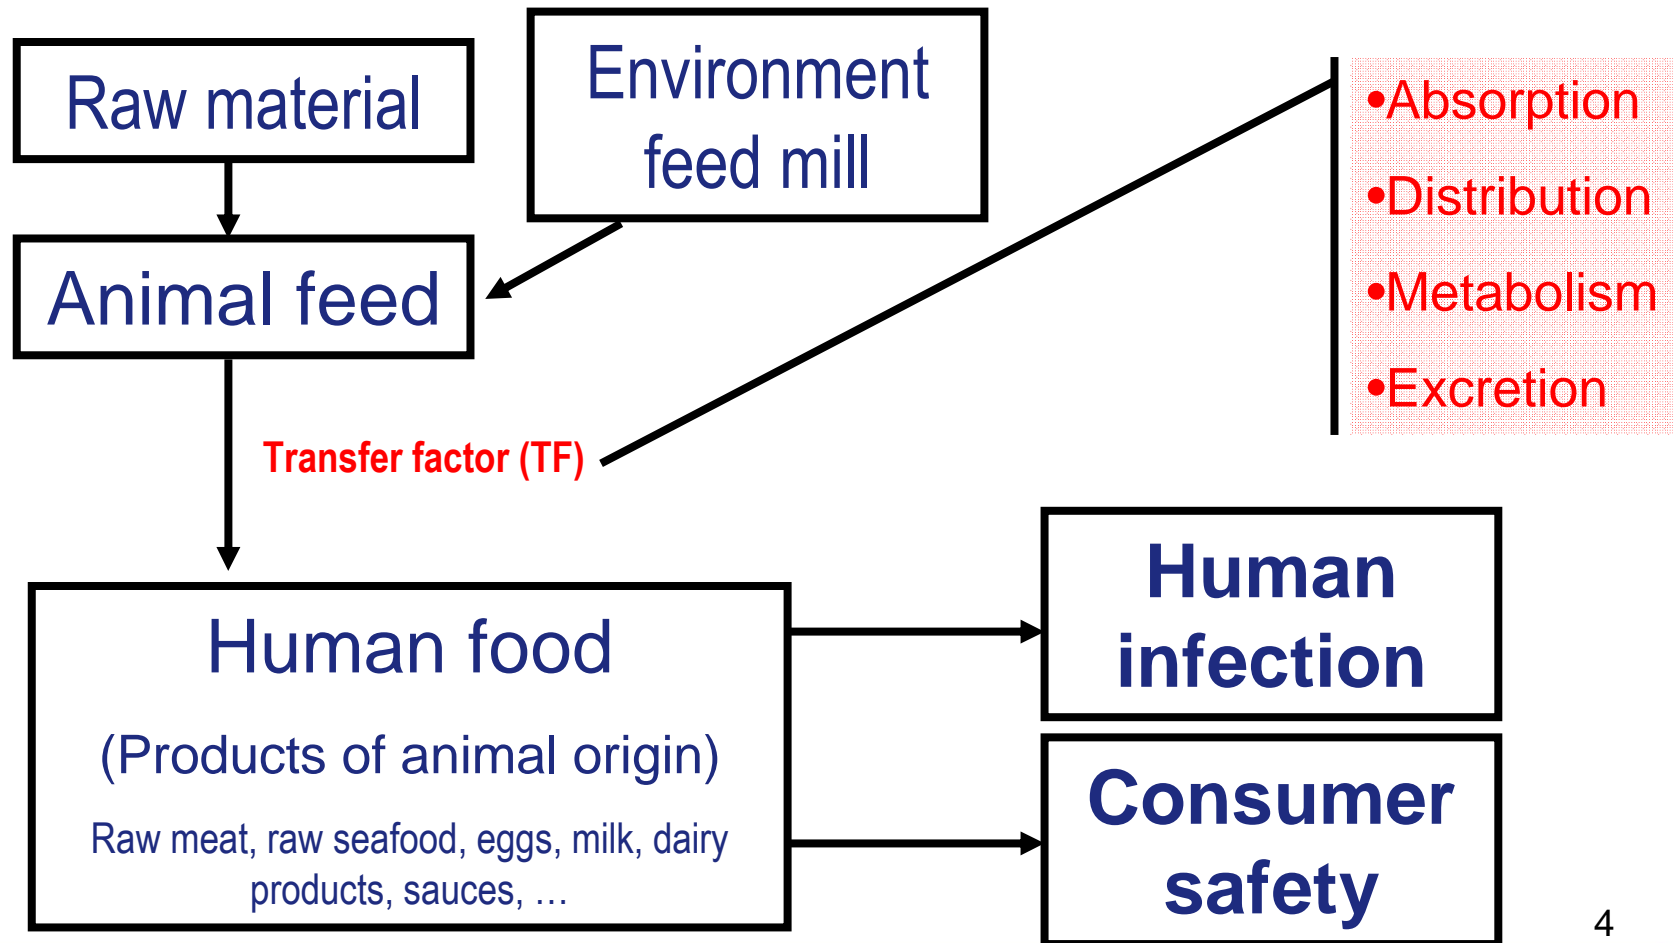 Raw material
Environment
feed mill
Animal feed
•Absorption
•Distribution
•Metabolism
•Excretion
Transfer factor (TF)
Human food
(Products of animal origin)
Raw meat, raw seafood, eggs, milk, dairy
products, sauces, …
Human
infection
Consumer
safety
4